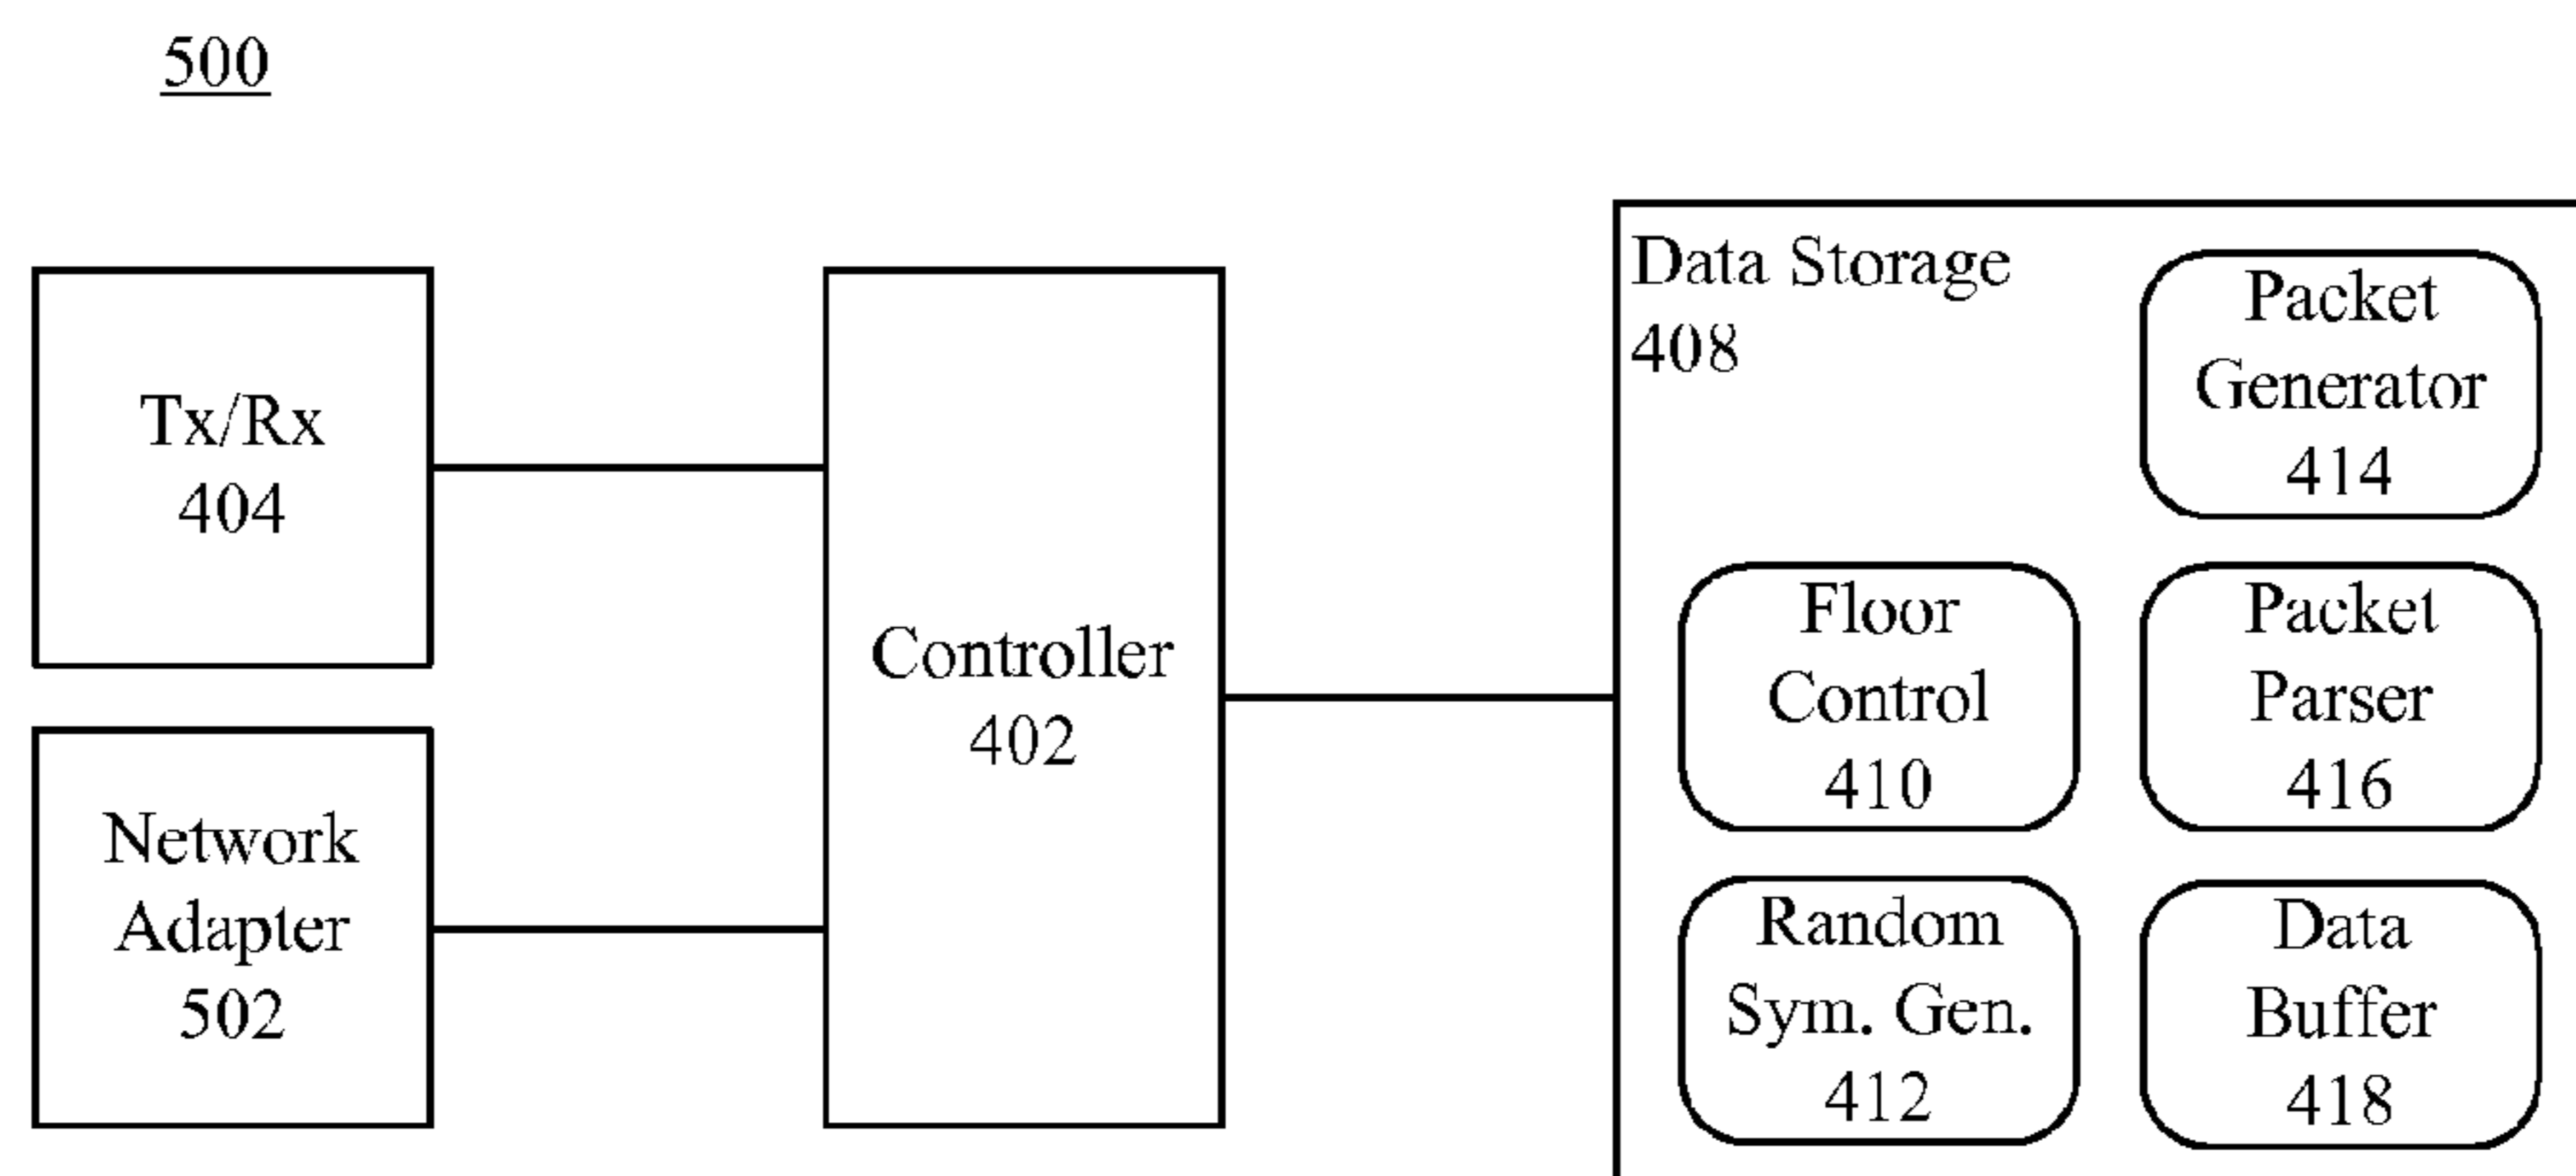 500
Tx/Rx
404
Network
Adapter
502
Controller
402
Data Storage
408
Packet
Generator
414
Floor
Control
410
Packet
Parser
416
Random
Sym. Gen.
412
Data
Buffer
418